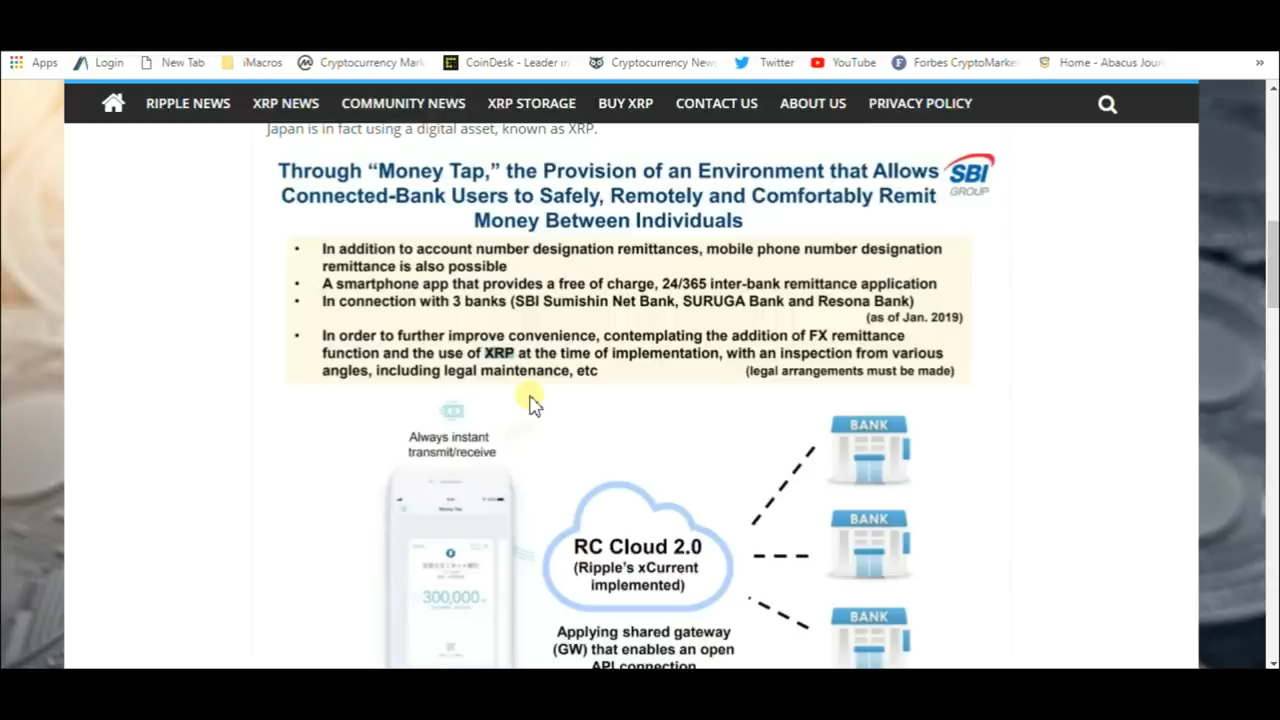 Apps Login New Tab iMacros Cryptocurrency Mark CoinDesk - Leader in Cryptocurrency News Twitter YouTube Forbes CryptoMarke Home - Abacus Jour »
RIPPLE NEWS XRP NEWS COMMUNITY NEWS XRP STORAGE BUY XRP CONTACT US ABOUT US PRIVACY POLICY
Japan is in fact using a digital asset, known as XRP.
Through “Money Tap,” the Provision of an Environment that Allows
Connected-Bank Users to Safely, Remotely and Comfortably Remit
Money Between Individuals
SBI
GROUP
• In addition to account number designation remittances, mobile phone number designation
remittance is also possible
• A smartphone app that provides a free of charge, 24/365 inter-bank remittance application
• In connection with 3 banks (SBI Sumishin Net Bank, SURUGA Bank and Resona Bank)
(as of Jan. 2019)
• In order to further improve convenience, contemplating the addition of FX remittance
function and the use of XRP at the time of implementation, with an inspection from various
angles, including legal maintenance, etc (legal arrangements must be made)
Always instant
transmit/receive
Money Tap
300,000
RC Cloud 2.0
(Ripple's xCurrent
implemented)
Applying shared gateway
(GW) that enables an open
API connection
BANK
BANK
BANK